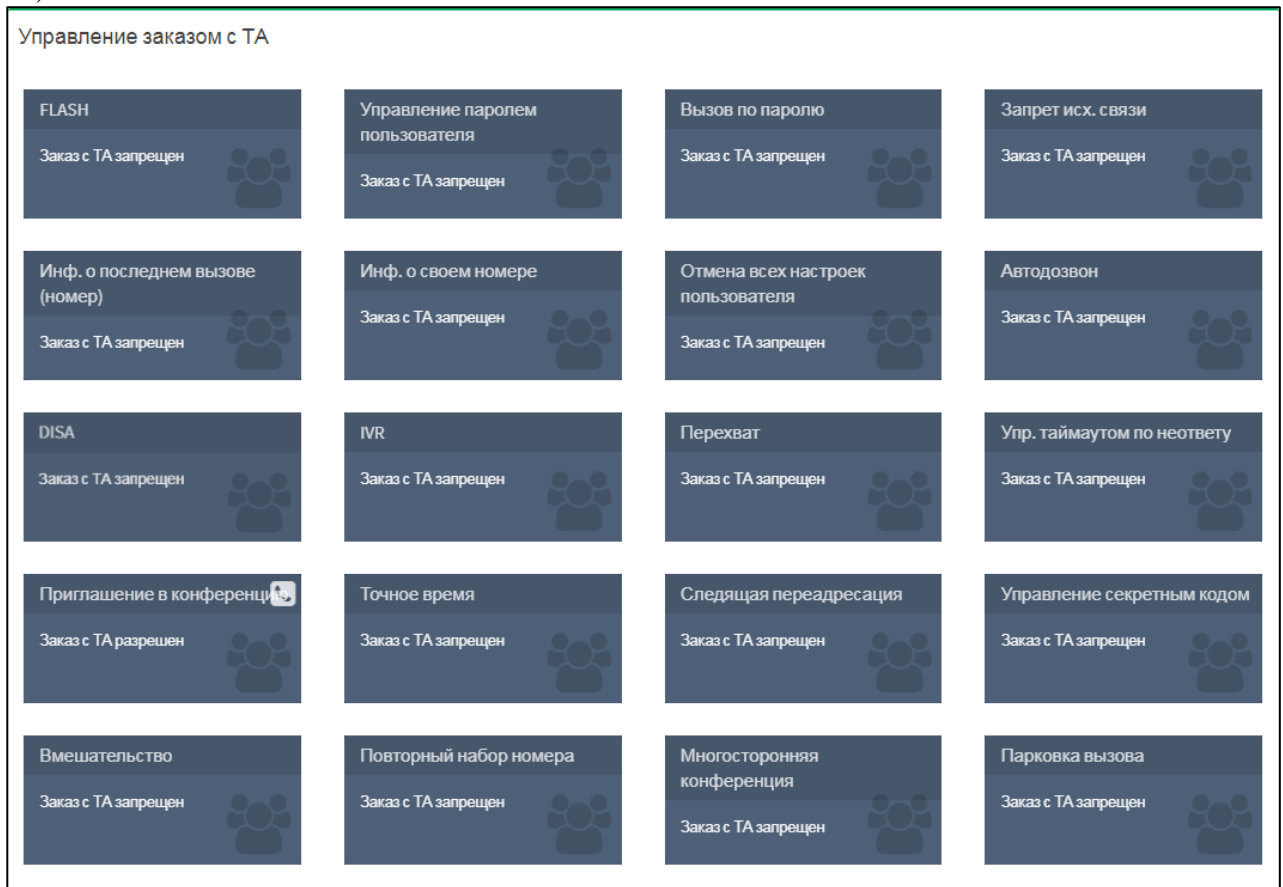 Управление заказом с ТА
FLASH
Заказ с ТА запрещен
Управление паролем
пользователя
Заказ с ТА запрещен
Вызов по паролю
Заказ с ТА запрещен
Запрет исх. связи
Заказ с ТА запрещен
Инф. о последнем вызове
(номер)
Заказ с ТА запрещен
Инф. о своем номере
Заказ с ТА запрещен
Отмена всех настроек
пользователя
Заказ с ТА запрещен
Автодозвон
Заказ с ТА запрещен
DISA
Заказ с ТА запрещен
IVR
Заказ с ТА запрещен
Перехват
Заказ с ТА запрещен
Упр. таймаутом по неответу
Заказ с ТА запрещен
Приглашение в конференцию
Заказ с ТА разрешен
Точное время
Заказ с ТА запрещен
Следящая переадресация
Заказ с ТА запрещен
Управление секретным кодом
Заказ с ТА запрещен
Вмешательство
Заказ с ТА запрещен
Повторный набор номера
Заказ с ТА запрещен
Многосторонняя
конференция
Заказ с ТА запрещен
Парковка вызова
Заказ с ТА запрещен